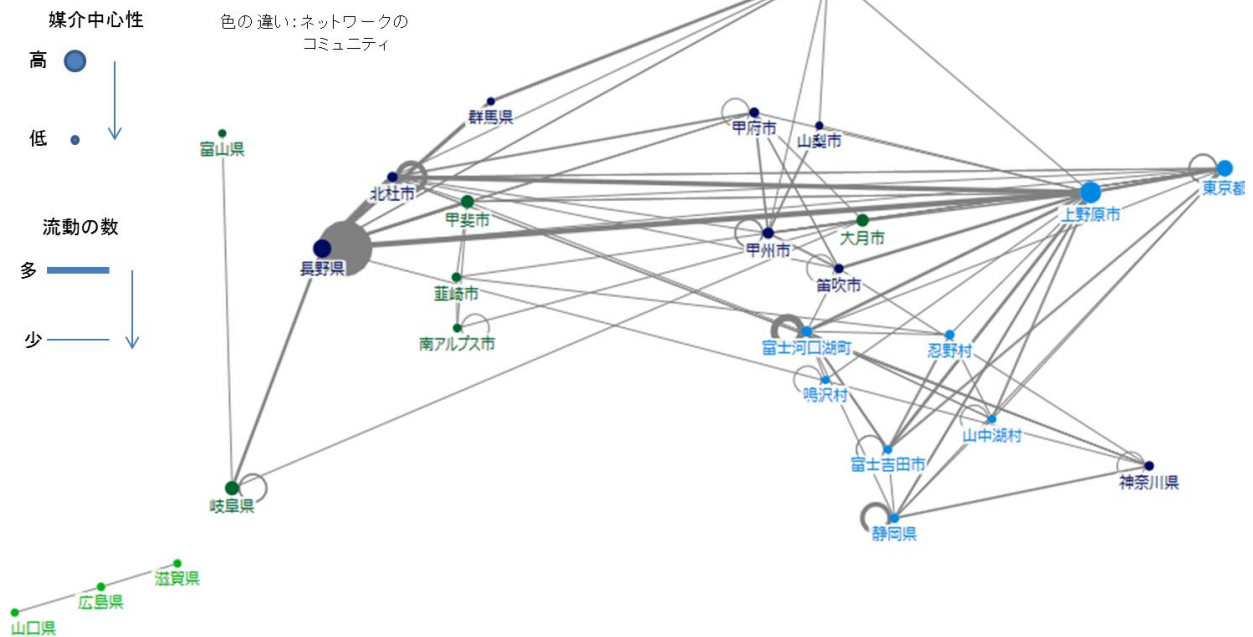 媒介中心性
高
低
流動の数
多
少
色の違い:ネットワークの
コミュニティ
群馬県
富山県
甲府市
山梨市
北杜市
甲斐市
東京都
上野原市
大月市
甲州市
長野県
笛吹市
韮崎市
南アルプス市
富士河口湖町
忍野村
鳴沢村
山中湖村
富士吉田市
神奈川県
岐阜県
静岡県
滋賀県
広島県
山口県